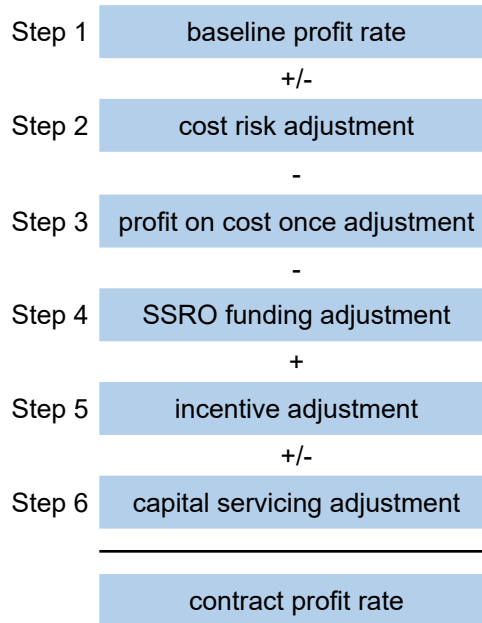 Step 1 baseline profit rate
+/-
Step 2 cost risk adjustment
-
Step 3 profit on cost once adjustment
-
Step 4 SSRO funding adjustment
+
Step 5 incentive adjustment
+/-
Step 6 capital servicing adjustment
contract profit rate